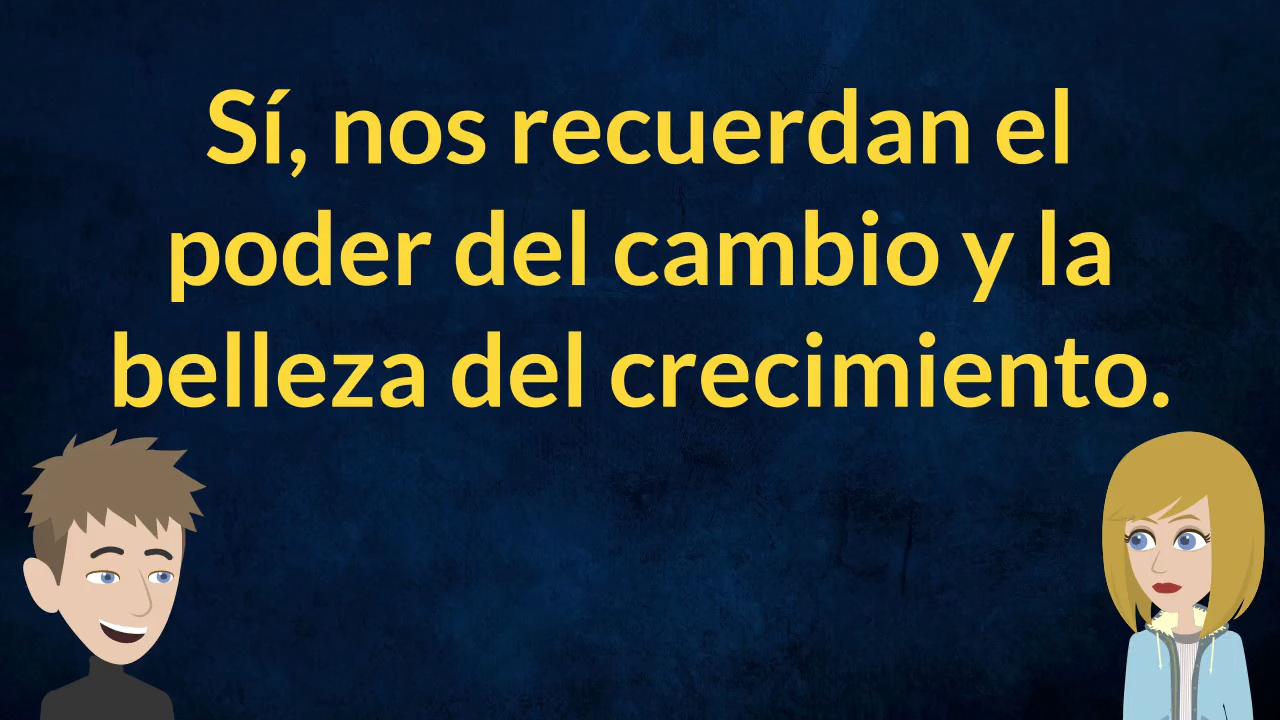 Sí, nos recuerdan el
poder del cambio y la
belleza del crecimiento.